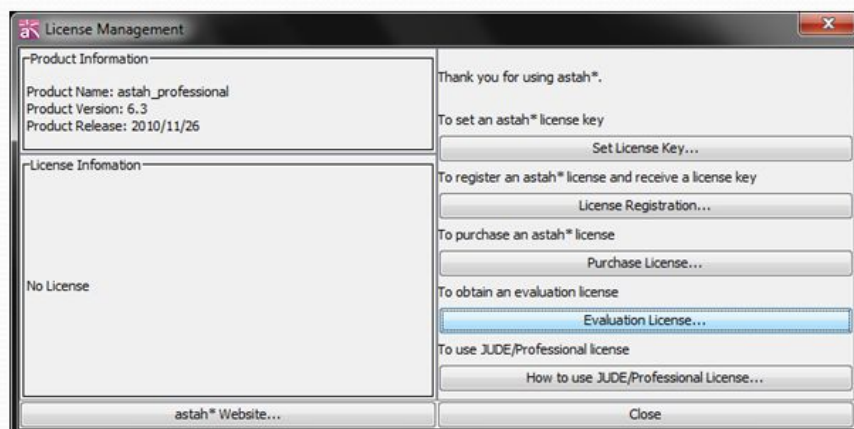 License Management
Product Information
Product Name: astah_professional
Product Version: 6.3
Product Release: 2010/11/26
License Infomation
No License
astah* Website...
Thank you for using astah*.
To set an astah* license key
Set License Key...
To register an astah* license and receive a license key
License Registration...
To purchase an astah* license
Purchase License...
To obtain an evaluation license
Evaluation License...
To use JUDE/Professional license
How to use JUDE/Professional License...
Close